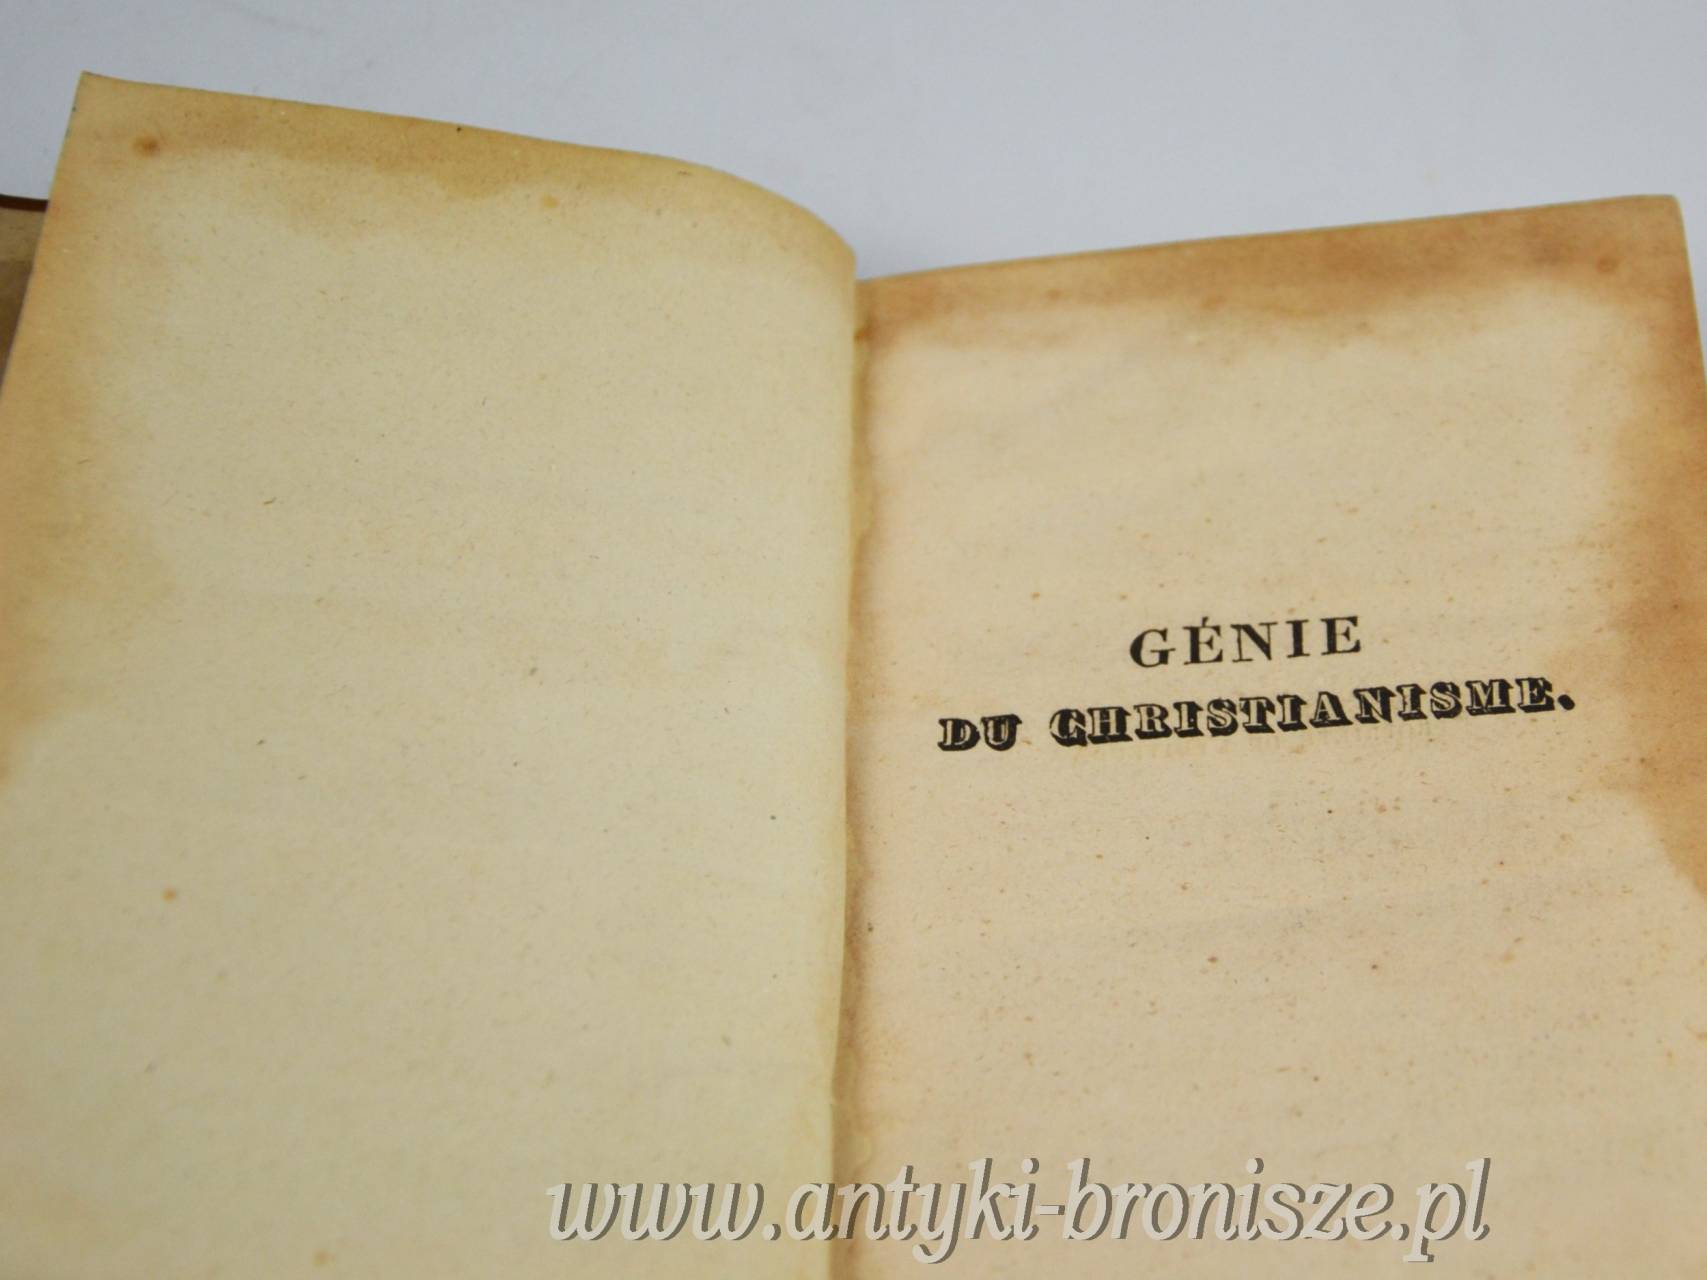 GÉNIE
DU CHRISTIANISME.
www.antyki-bronisze.pl